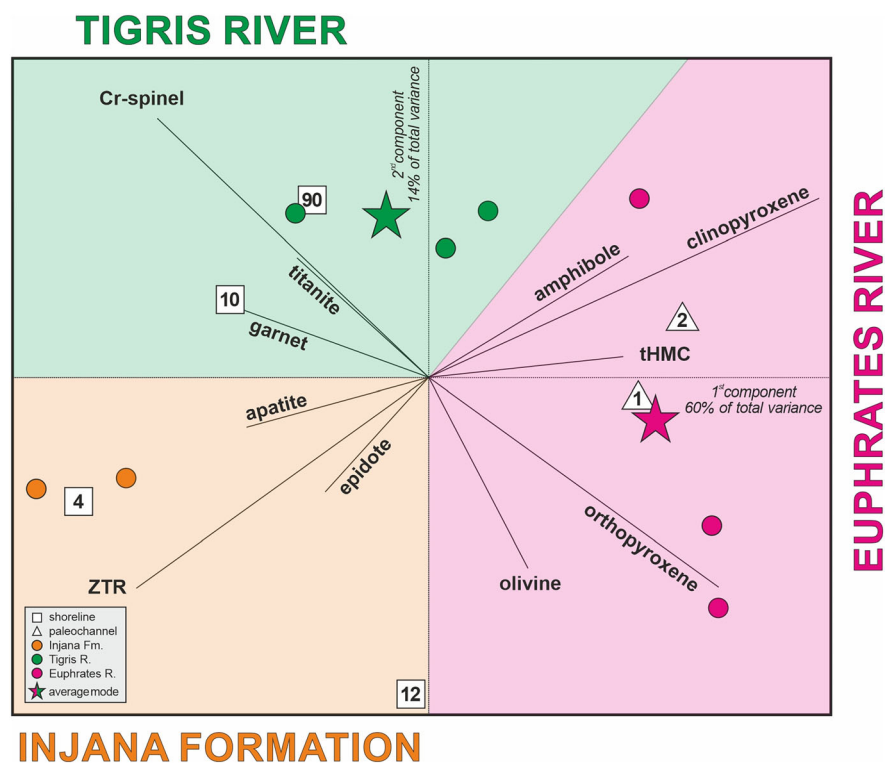 TIGRIS RIVER
Cr-spinel
2nd component
14% of total variance
90
clinopyroxene
amphibole
titanite
10
garnet
2
tHMC
EUPHRATES RIVER
1st component
60% of total variance
1
apatite
epidote
4
orthopyroxene
olivine
ZTR
shoreline
paleochannel
Injana Fm.
Tigris R.
Euphrates R.
average mode
12
INJANA FORMATION